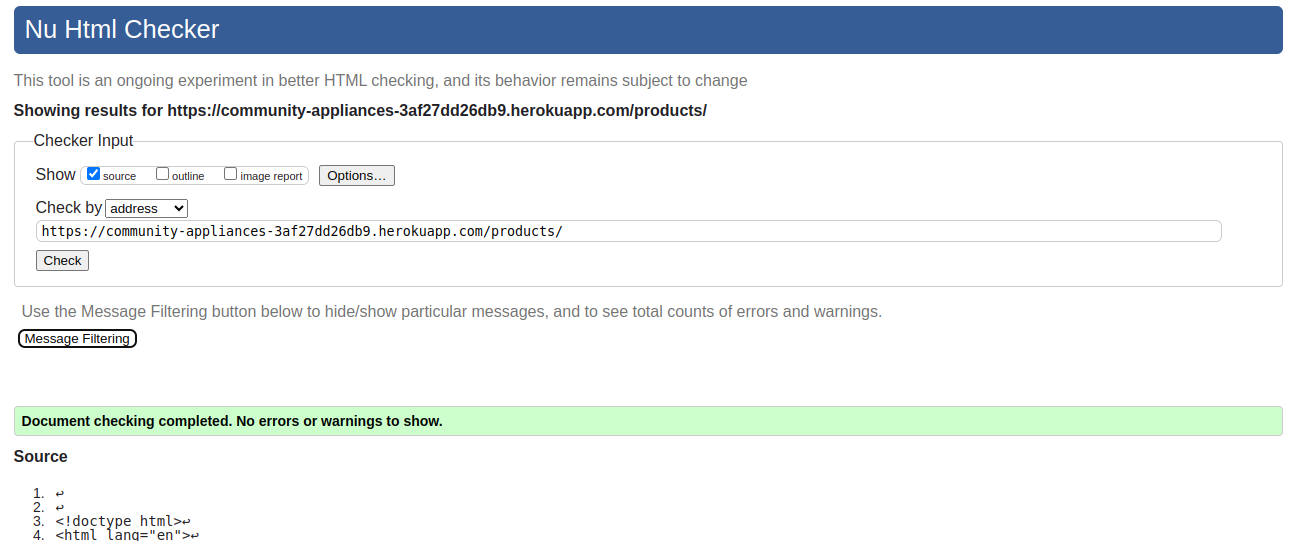 Nu Html Checker
This tool is an ongoing experiment in better HTML checking, and its behavior remains subject to change
Showing results for https://community-appliances-3af27dd26db9.herokuapp.com/products/
Checker Input
Show source outline image report Options…
Check by address
https://community-appliances-3af27dd26db9.herokuapp.com/products/
Check
Use the Message Filtering button below to hide/show particular messages, and to see total counts of errors and warnings.
Message Filtering
Document checking completed. No errors or warnings to show.
Source
1. ↩
2. ↩
3. <!doctype html>↩
4. <html lang="en">↩